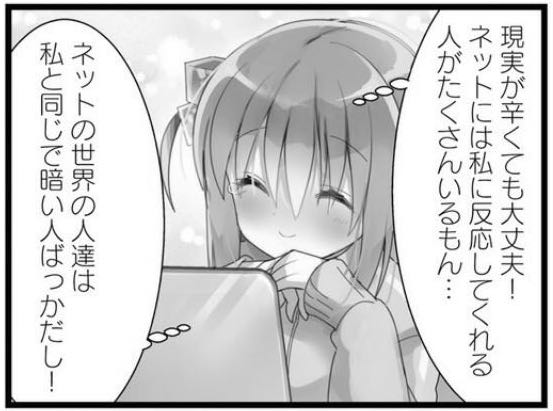 現実が辛くても大丈夫！
ネットには私に反応してくれる
人がたくさんいるもん…
ネットの世界の人達は
私と同じで暗い人ばっかだし！